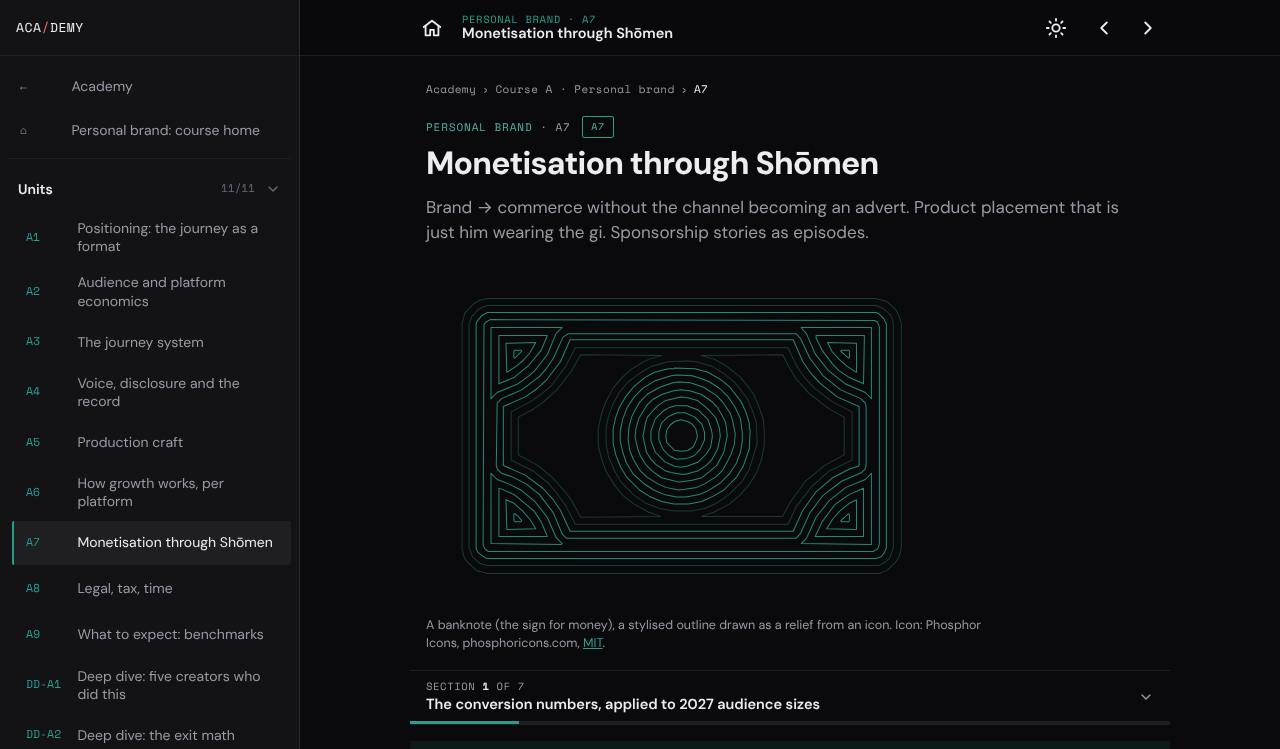 ACA/DEMY
← Academy
⌂ Personal brand: course home
Units 11/11
A1 Positioning: the journey as a
format
A2 Audience and platform
economics
A3 The journey system
A4 Voice, disclosure and the
record
A5 Production craft
A6 How growth works, per
platform
A7 Monetisation through Shōmen
A8 Legal, tax, time
A9 What to expect: benchmarks
DD-A1 Deep dive: five creators who
did this
DD-A2 Deep dive: the exit math
PERSONAL BRAND · A7
Monetisation through Shōmen
Academy › Course A · Personal brand › A7
PERSONAL BRAND · A7 A7
Monetisation through Shōmen
Brand → commerce without the channel becoming an advert. Product placement that is
just him wearing the gi. Sponsorship stories as episodes.
A banknote (the sign for money), a stylised outline drawn as a relief from an icon. Icon: Phosphor
Icons, phosphoricons.com, MIT.
SECTION 1 OF 7
The conversion numbers, applied to 2027 audience sizes